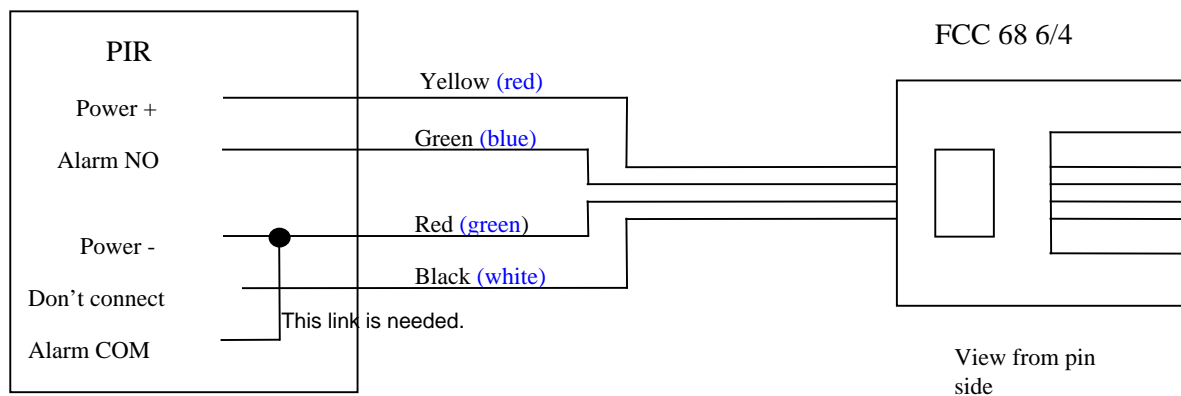 FCC 68 6/4
PIR
Yellow (red)
Power +
Green (blue)
Alarm NO
Red (green)
Power -
Black (white)
Don’t connect
This link is needed.
Alarm COM
View from pin
side